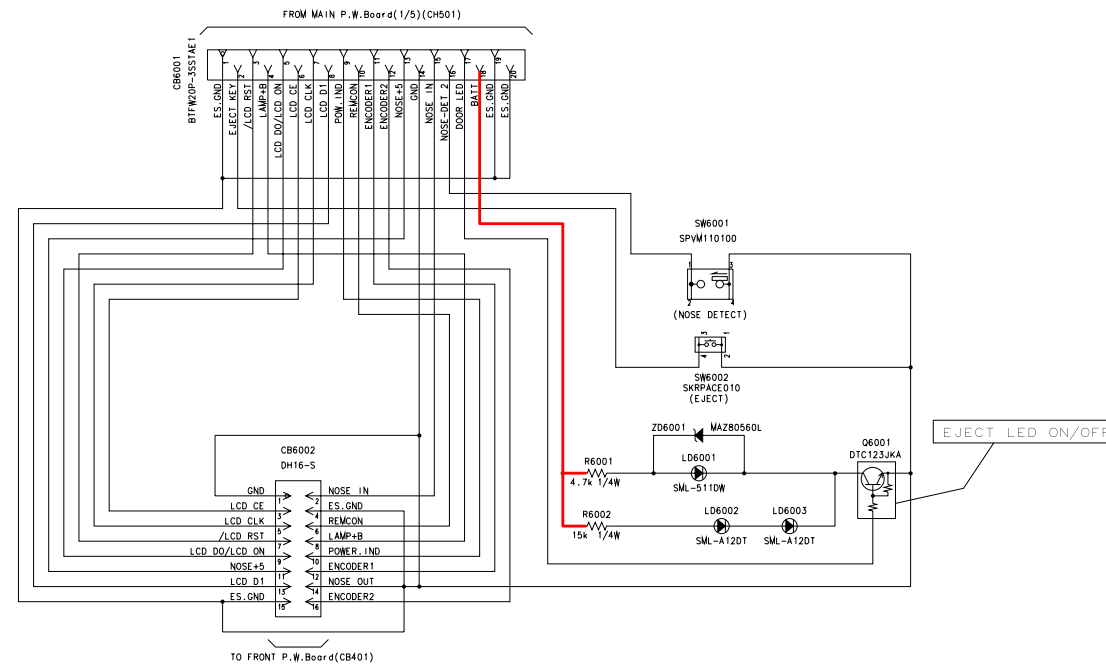 FROM MAIN P.W.Board(1/5)(CH501)
CB6001
BTFW20P-3SSTAE1
1
2
3
4
5
6
7
8
9
10
11
12
13
14
15
16
17
18
19
20
ES.GND
EJECT KEY
/LCD RST
LAMP+B
LCD DO/LCD ON
LCD CE
LCD CLK
LCD D1
POW.IND
REMCON
ENCODER1
ENCODER2
NOSE+5
GND
NOSE IN
NOSE-DET 2
DOOR LED
BATT
ES.GND
ES.GND
SW6001
SPVM110100
1
3
2
4
(NOSE DETECT)
3
1
4
2
SW6002
SKRPACE010
(EJECT)
ZD6001
MAZ80560L
EJECT LED ON/OFF
Q6001
DTC123JKA
R6001
4.7k 1/4W
LD6001
SML-511DW
R6002
15k 1/4W
LD6002
SML-A12DT
LD6003
SML-A12DT
CB6002
DH16-S
GND
1
2
NOSE IN
LCD CE
3
4
ES.GND
LCD CLK
5
6
REMCON
/LCD RST
7
8
LAMP+B
LCD DO/LCD ON
9
10
POWER.IND
NOSE+5
11
12
ENCODER1
LCD D1
13
14
NOSE OUT
ES.GND
15
16
ENCODER2
TO FRONT P.W.Board(CB401)